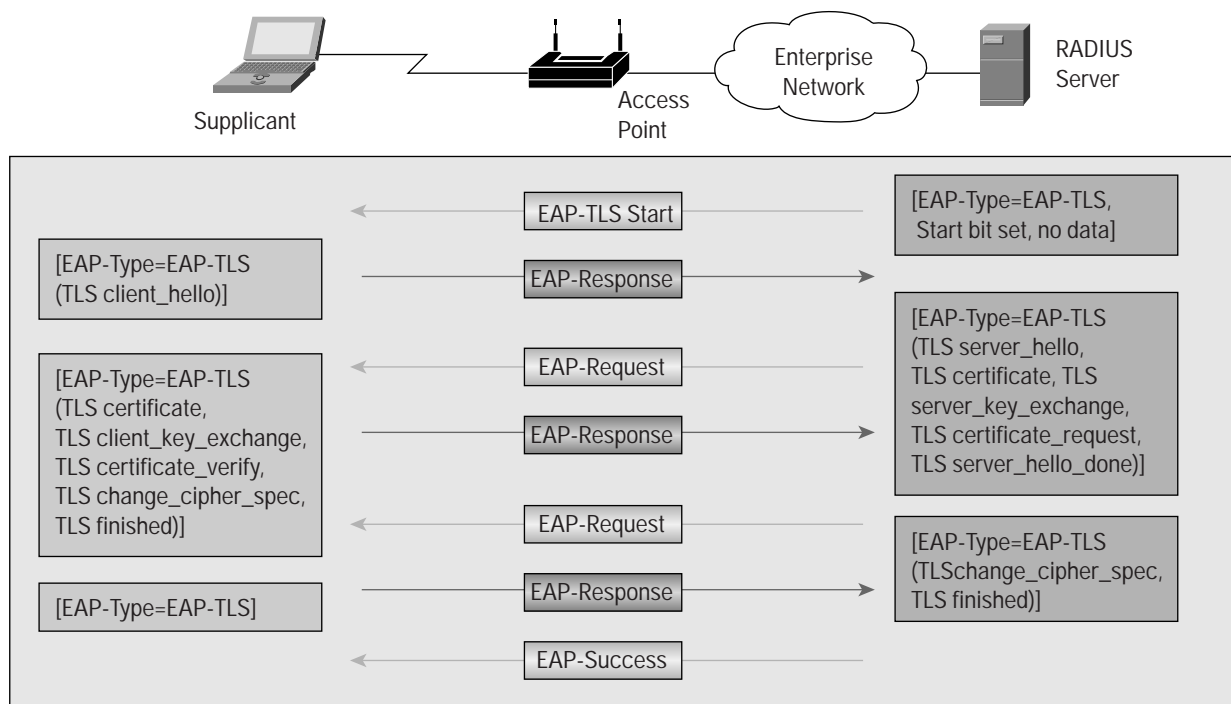 Supplicant
Access
Point
Enterprise
Network
RADIUS
Server
EAP-TLS Start
[EAP-Type=EAP-TLS,
Start bit set, no data]
[EAP-Type=EAP-TLS
(TLS client_hello)]
EAP-Response
EAP-Request
[EAP-Type=EAP-TLS
(TLS server_hello,
TLS certificate, TLS
server_key_exchange,
TLS certificate_request,
TLS server_hello_done)]
[EAP-Type=EAP-TLS
(TLS certificate,
TLS client_key_exchange,
TLS certificate_verify,
TLS change_cipher_spec,
TLS finished)]
EAP-Response
EAP-Request
[EAP-Type=EAP-TLS
(TLSchange_cipher_spec,
TLS finished)]
[EAP-Type=EAP-TLS]
EAP-Response
EAP-Success